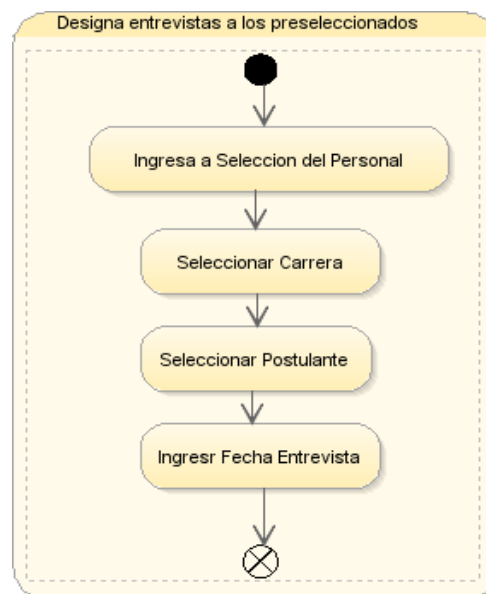 Designa entrevistas a los preseleccionados
Ingresa a Seleccion del Personal
Seleccionar Carrera
Seleccionar Postulante
Ingresr Fecha Entrevista